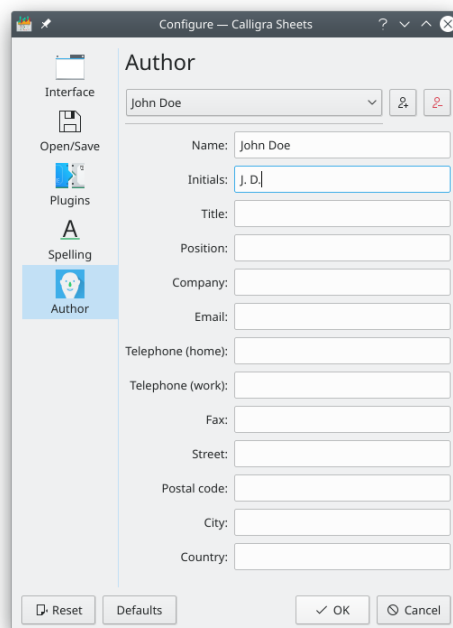 Configure — Calligra Sheets
Interface
Open/Save
Plugins
Spelling
Author
Author
John Doe
Name: John Doe
Initials: J. D.
Title:
Position:
Company:
Email:
Telephone (home):
Telephone (work):
Fax:
Street:
Postal code:
City:
Country:
Reset Defaults OK Cancel